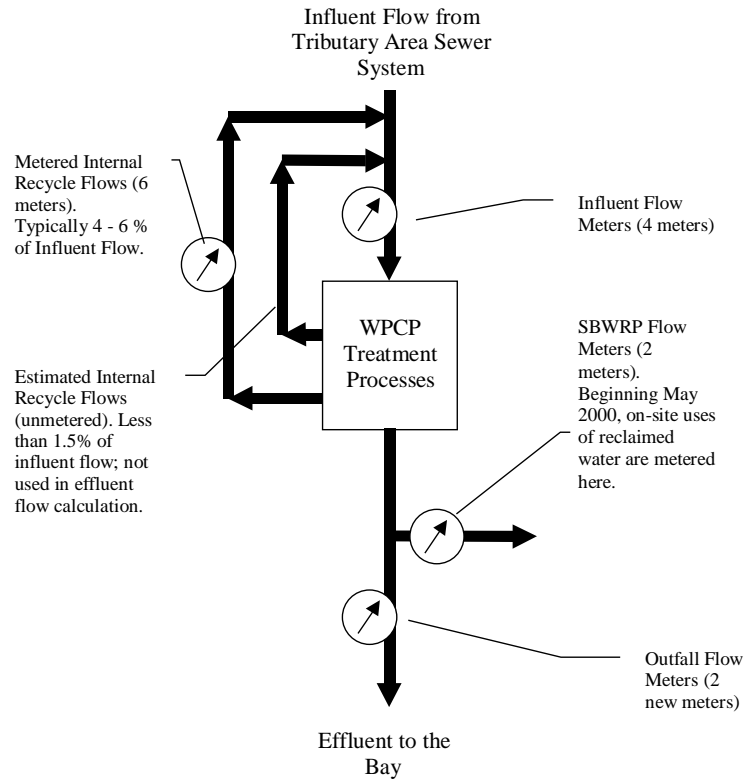 Influent Flow from
Tributary Area Sewer
System
Metered Internal
Recycle Flows (6
meters).
Typically 4 - 6 %
of Influent Flow.
Influent Flow
Meters (4 meters)
WPCP
Treatment
Processes
SBWRP Flow
Meters (2
meters).
Beginning May
2000, on-site uses
of reclaimed
water are metered
here.
Estimated Internal
Recycle Flows
(unmetered). Less
than 1.5% of
influent flow; not
used in effluent
flow calculation.
Outfall Flow
Meters (2
new meters)
Effluent to the
Bay